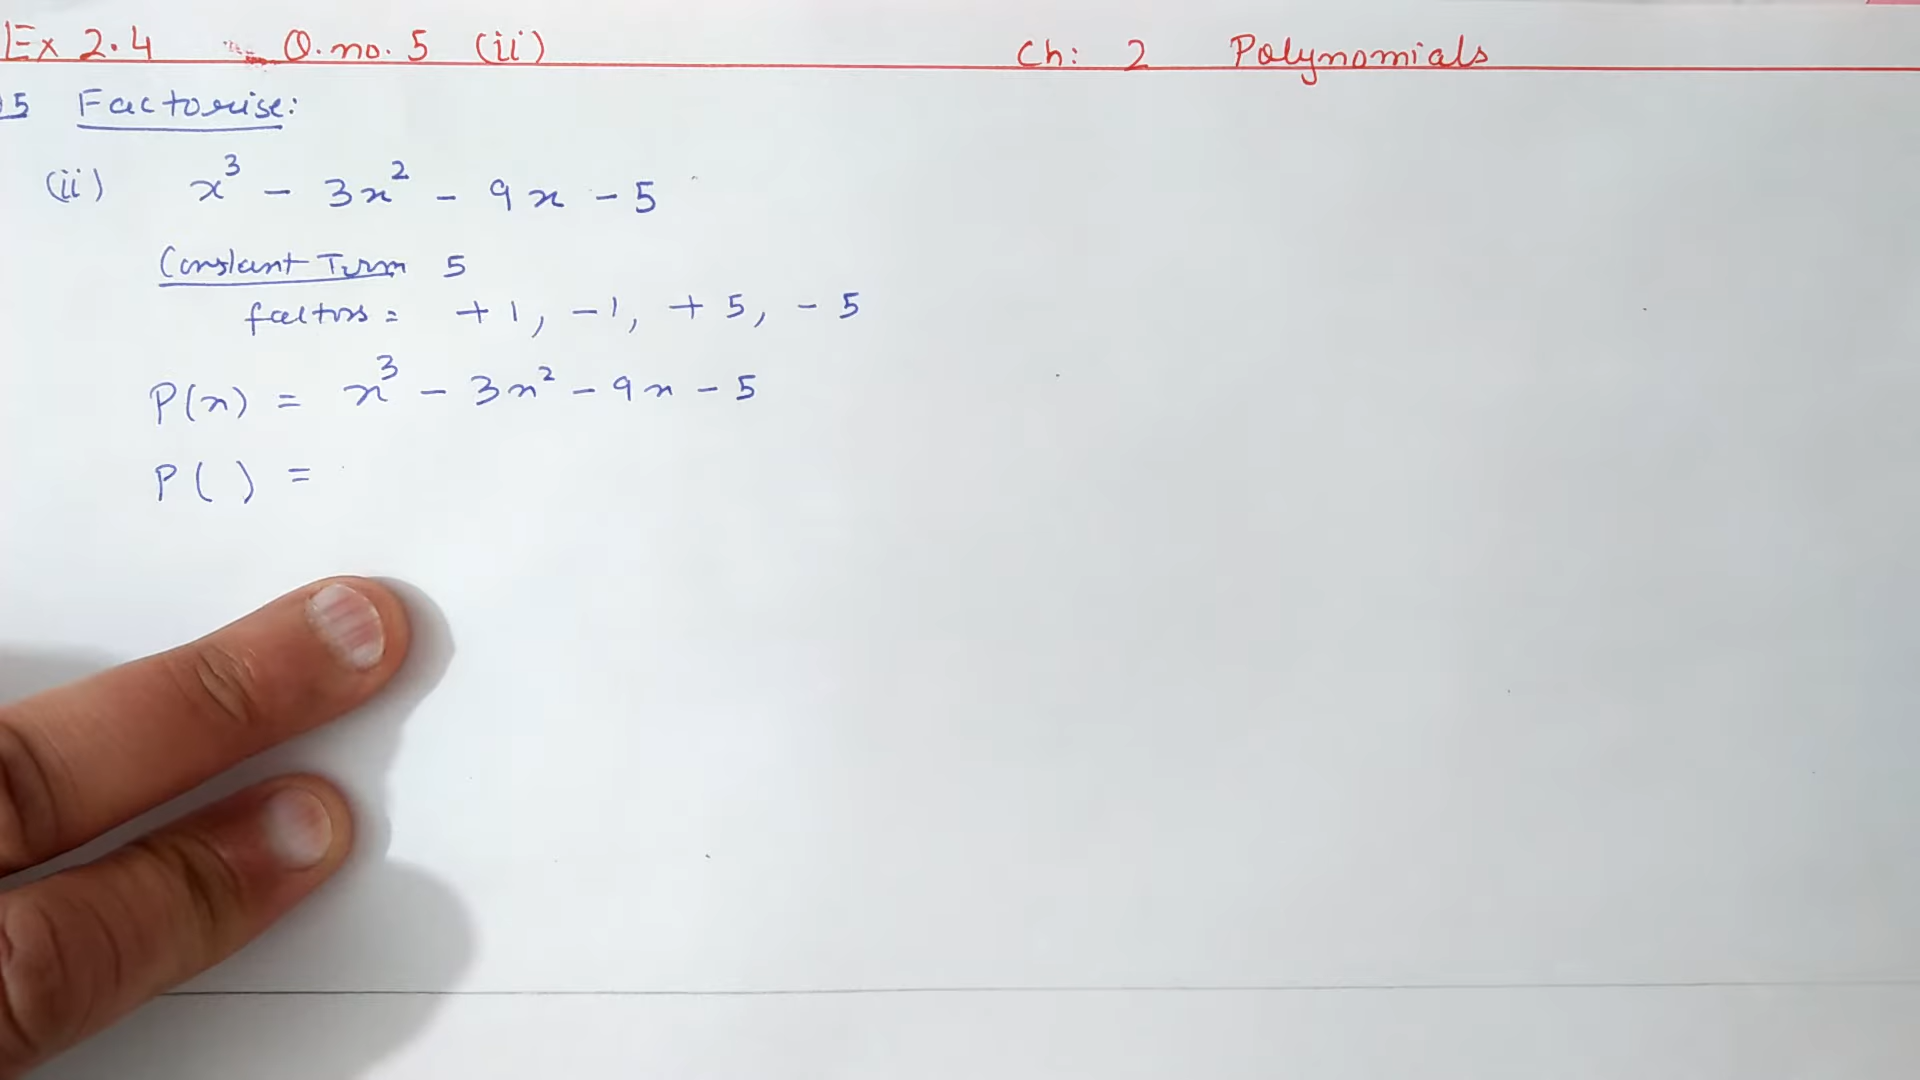 Ex 2.4 Q.no. 5 (ii) Ch: 2 Polynomials
5 Factorise:
(ii) x³ - 3x² - 9x - 5
Constant Term 5
factors = +1, -1, +5, -5
P(x) = x³ - 3x² - 9x - 5
P( ) =